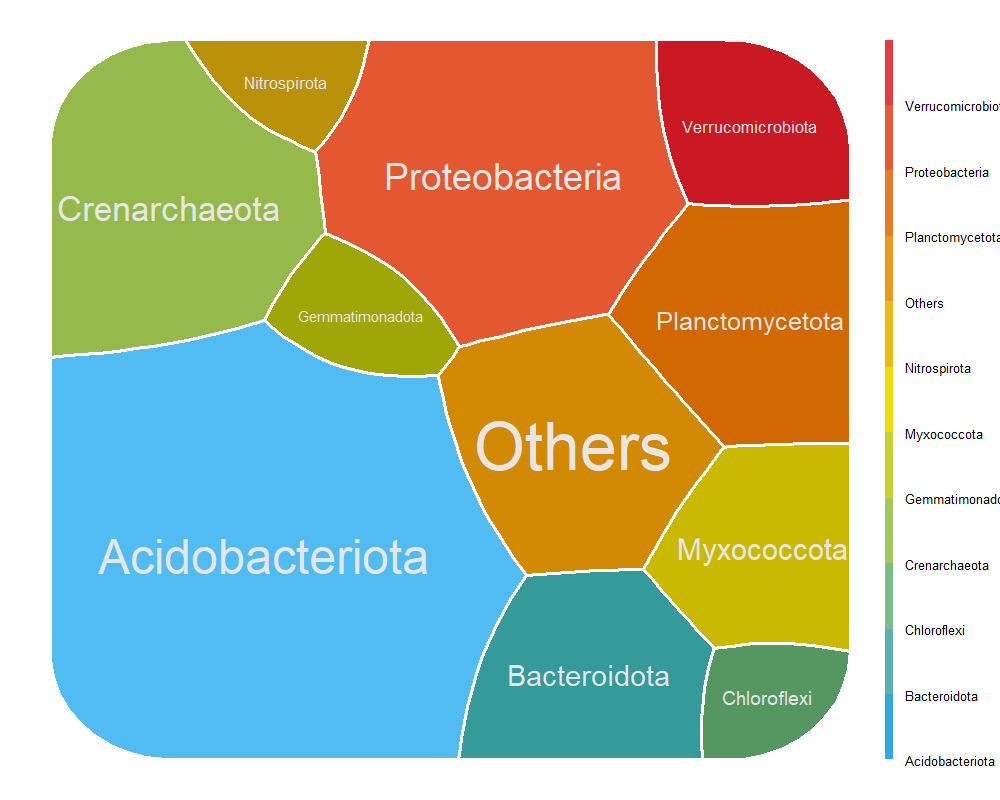 Nitrospirota
Verrucomicrobiota
Proteobacteria
Crenarchaeota
Gemmatimonadota
Planctomycetota
Others
Myxococcota
Acidobacteriota
Bacteroidota
Chloroflexi
Verrucomicrobiot
Proteobacteria
Planctomycetota
Others
Nitrospirota
Myxococcota
Gemmatimonado
Crenarchaeota
Chloroflexi
Bacteroidota
Acidobacteriota